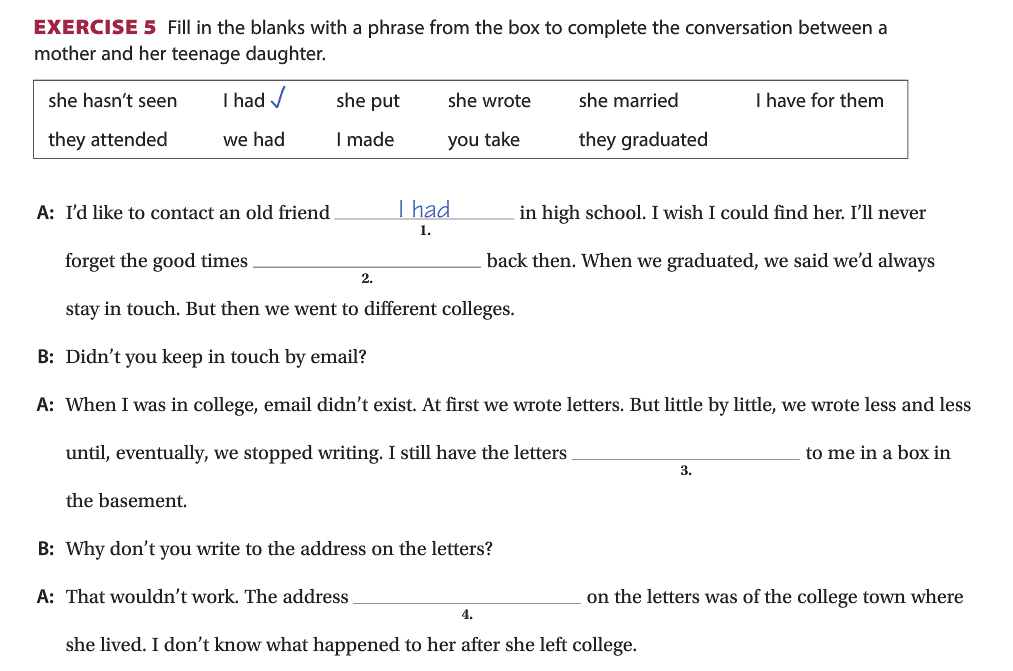 EXERCISE 5 Fill in the blanks with a phrase from the box to complete the conversation between a
mother and her teenage daughter.
she hasn't seen I had ✓ she put she wrote she married I have for them
they attended we had I made you take they graduated
A: I'd like to contact an old friend I had in high school. I wish I could find her. I'll never
1.
forget the good times ____ back then. When we graduated, we said we'd always
2.
stay in touch. But then we went to different colleges.
B: Didn't you keep in touch by email?
A: When I was in college, email didn't exist. At first we wrote letters. But little by little, we wrote less and less
until, eventually, we stopped writing. I still have the letters ____ to me in a box in
3.
the basement.
B: Why don't you write to the address on the letters?
A: That wouldn't work. The address ____ on the letters was of the college town where
4.
she lived. I don't know what happened to her after she left college.